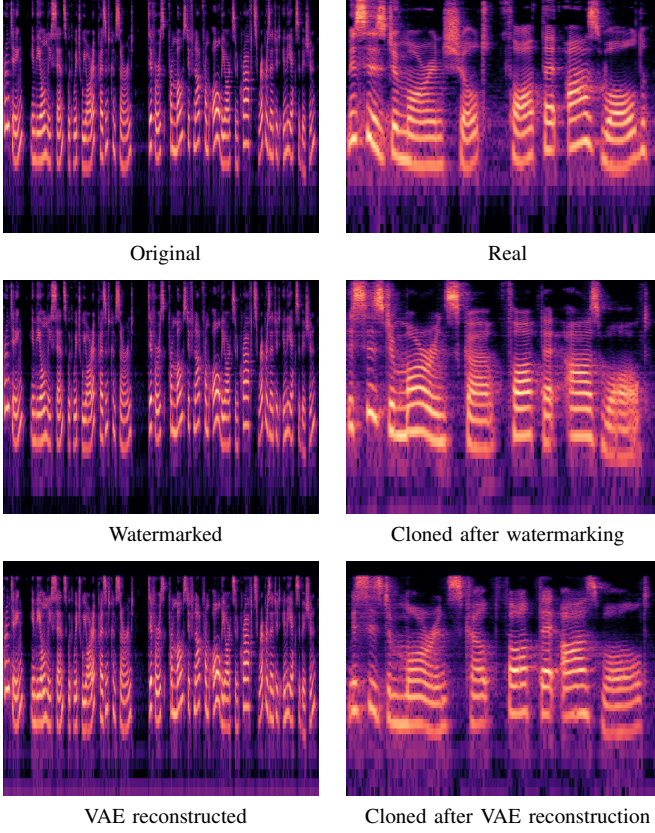 Original
Real
Watermarked
Cloned after watermarking
VAE reconstructed
Cloned after VAE reconstruction